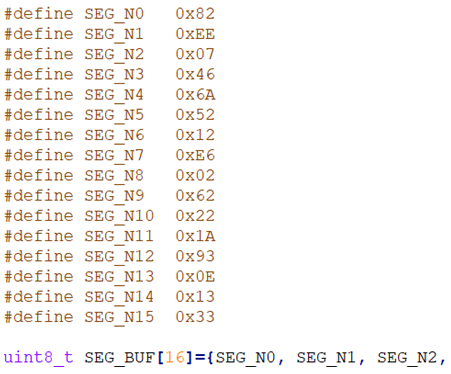 #define SEG_N0 0x82
#define SEG_N1 0xEE
#define SEG_N2 0x07
#define SEG_N3 0x46
#define SEG_N4 0x6A
#define SEG_N5 0x52
#define SEG_N6 0x12
#define SEG_N7 0xE6
#define SEG_N8 0x02
#define SEG_N9 0x62
#define SEG_N10 0x22
#define SEG_N11 0x1A
#define SEG_N12 0x93
#define SEG_N13 0x0E
#define SEG_N14 0x13
#define SEG_N15 0x33
uint8_t SEG_BUF[16]={SEG_N0, SEG_N1, SEG_N2,